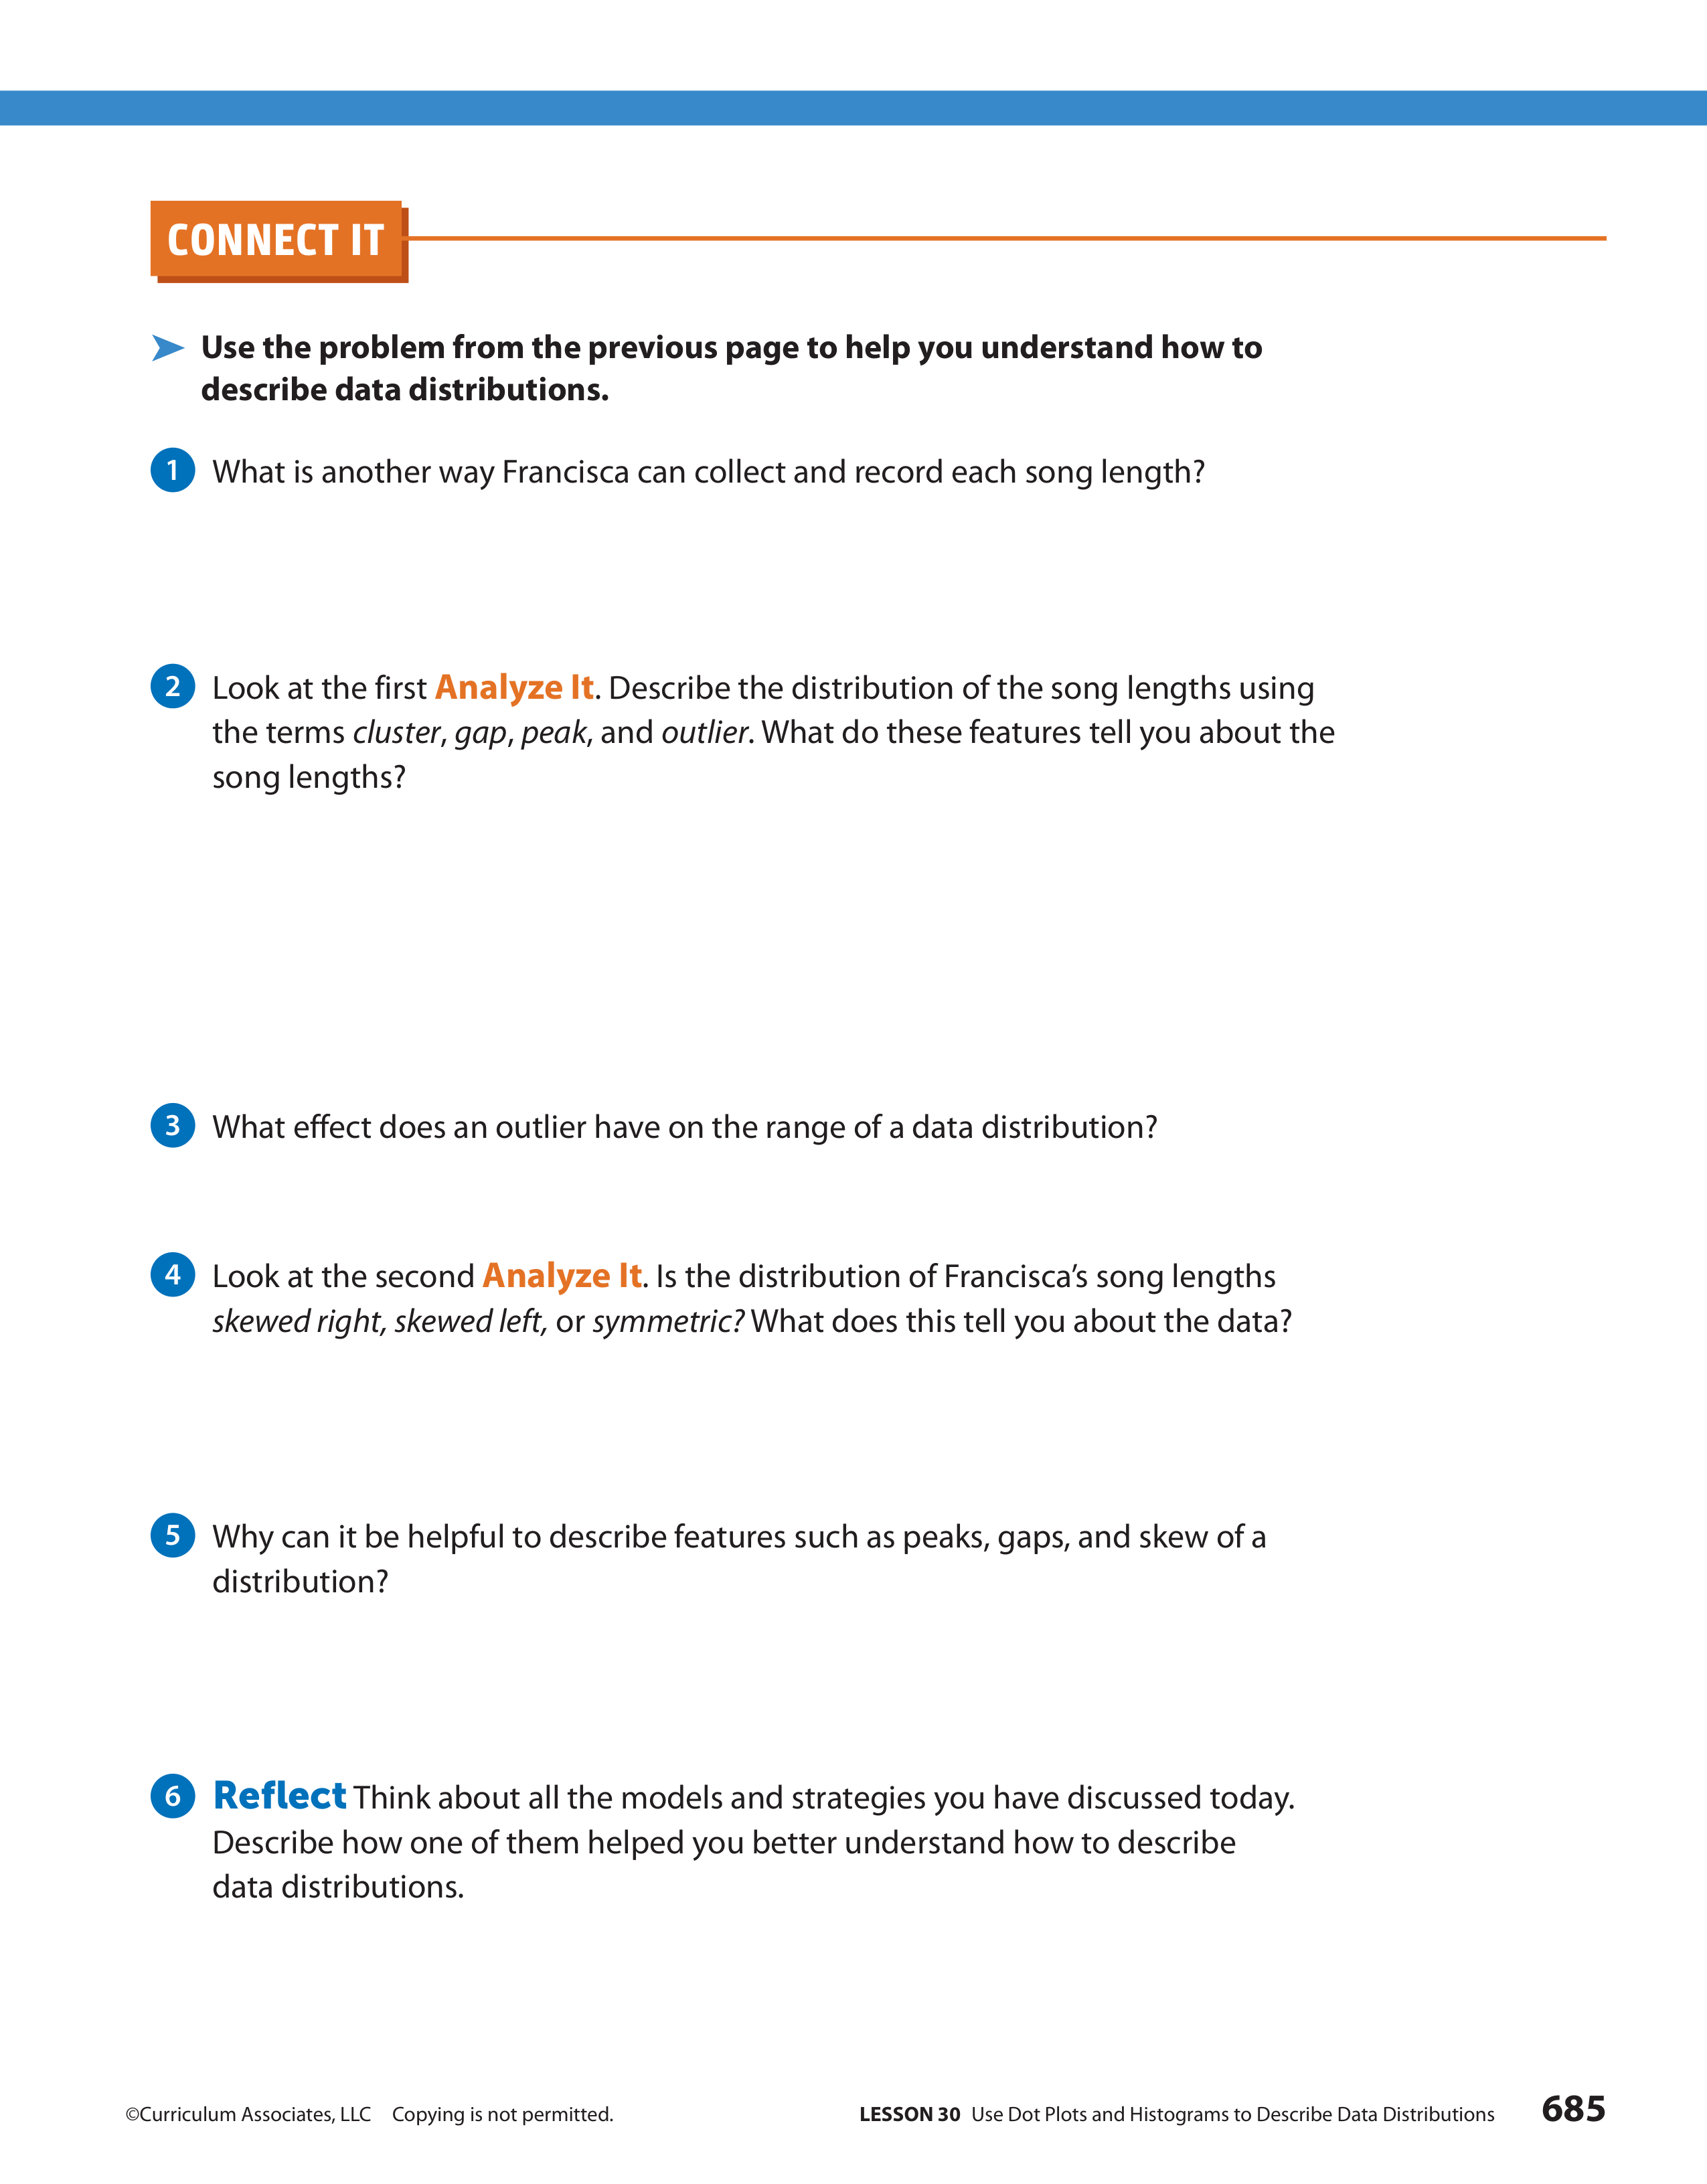 CONNECT IT
Use the problem from the previous page to help you understand how to
describe data distributions.
1 What is another way Francisca can collect and record each song length?
2 Look at the first Analyze It. Describe the distribution of the song lengths using
the terms cluster, gap, peak, and outlier. What do these features tell you about the
song lengths?
3 What effect does an outlier have on the range of a data distribution?
4 Look at the second Analyze It. Is the distribution of Francisca's song lengths
skewed right, skewed left, or symmetric? What does this tell you about the data?
5 Why can it be helpful to describe features such as peaks, gaps, and skew of a
distribution?
6 Reflect Think about all the models and strategies you have discussed today.
Describe how one of them helped you better understand how to describe
data distributions.
©Curriculum Associates, LLC Copying is not permitted. LESSON 30 Use Dot Plots and Histograms to Describe Data Distributions 685